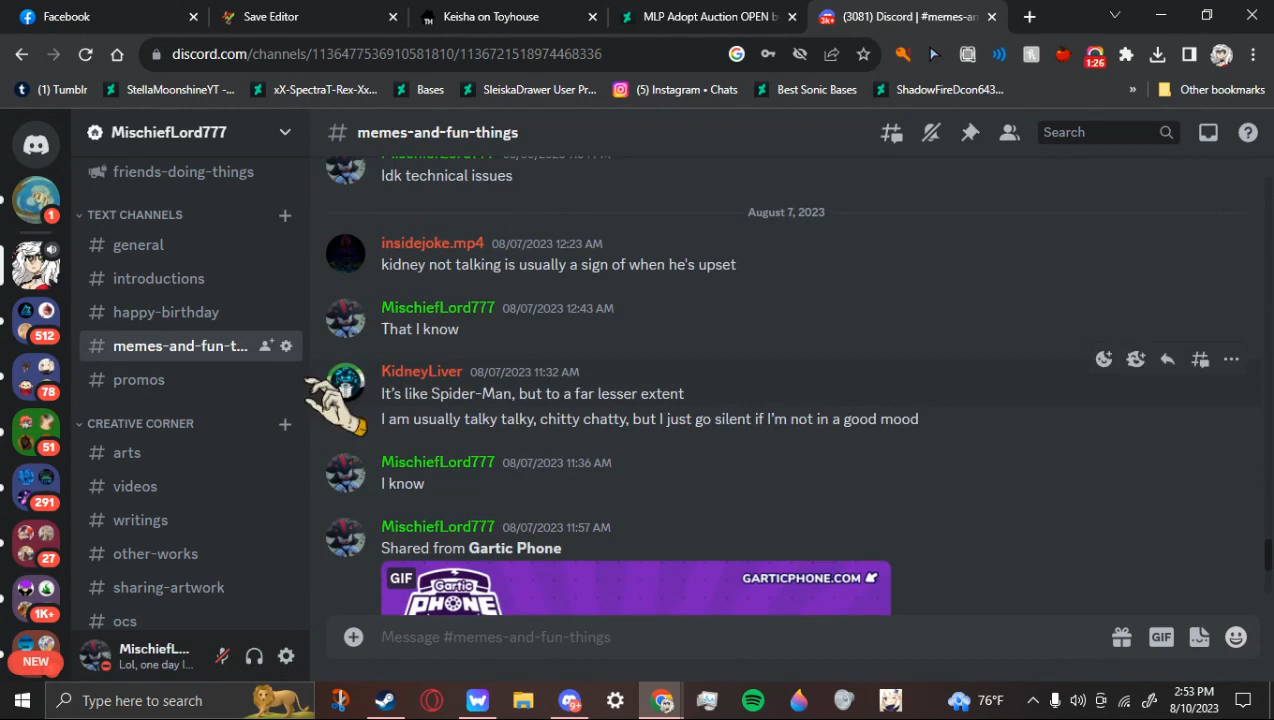 Facebook
Save Editor
TH Keisha on Toyhouse
MLP Adopt Auction OPEN b
3k+ (3081) Discord | #memes-an
discord.com/channels/1136477536910581810/1136721518974468336
1:26
(1) Tumblr
StellaMoonshineYT -...
xX-SpectraT-Rex-Xx...
Bases
SleiskaDrawer User Pr...
(5) Instagram • Chats
Best Sonic Bases
ShadowFireDcon643...
»
Other bookmarks
1
512
78
51
291
27
1K+
NEW
MischiefLord777
friends-doing-things
TEXT CHANNELS
# general
# introductions
# happy-birthday
# memes-and-fun-t...
# promos
CREATIVE CORNER
# arts
# videos
# writings
# other-works
# sharing-artwork
# ocs
MischiefL...
Lol, one day I...
# memes-and-fun-things
Search
Idk technical issues
August 7, 2023
insidejoke.mp4 08/07/2023 12:23 AM
kidney not talking is usually a sign of when he's upset
MischiefLord777 08/07/2023 12:43 AM
That I know
KidneyLiver 08/07/2023 11:32 AM
It's like Spider-Man, but to a far lesser extent
I am usually talky talky, chitty chatty, but I just go silent if I'm not in a good mood
MischiefLord777 08/07/2023 11:36 AM
I know
MischiefLord777 08/07/2023 11:57 AM
Shared from Gartic Phone
GIF
Gartic PHONE
GARTICPHONE.COM
Message #memes-and-fun-things
GIF
Type here to search
9+
76°F
2:53 PM
8/10/2023